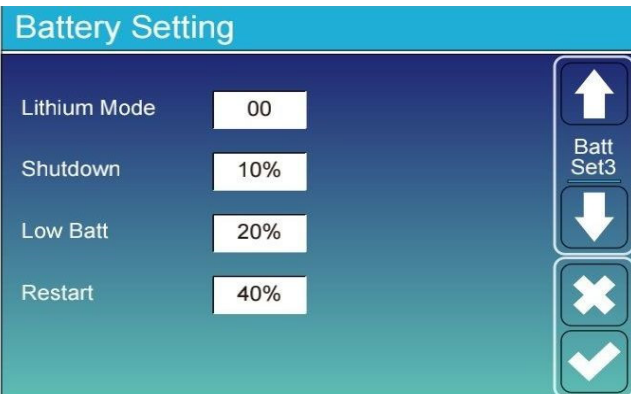 Battery Setting
Lithium Mode 00
Shutdown 10%
Low Batt 20%
Restart 40%
Batt
Set3